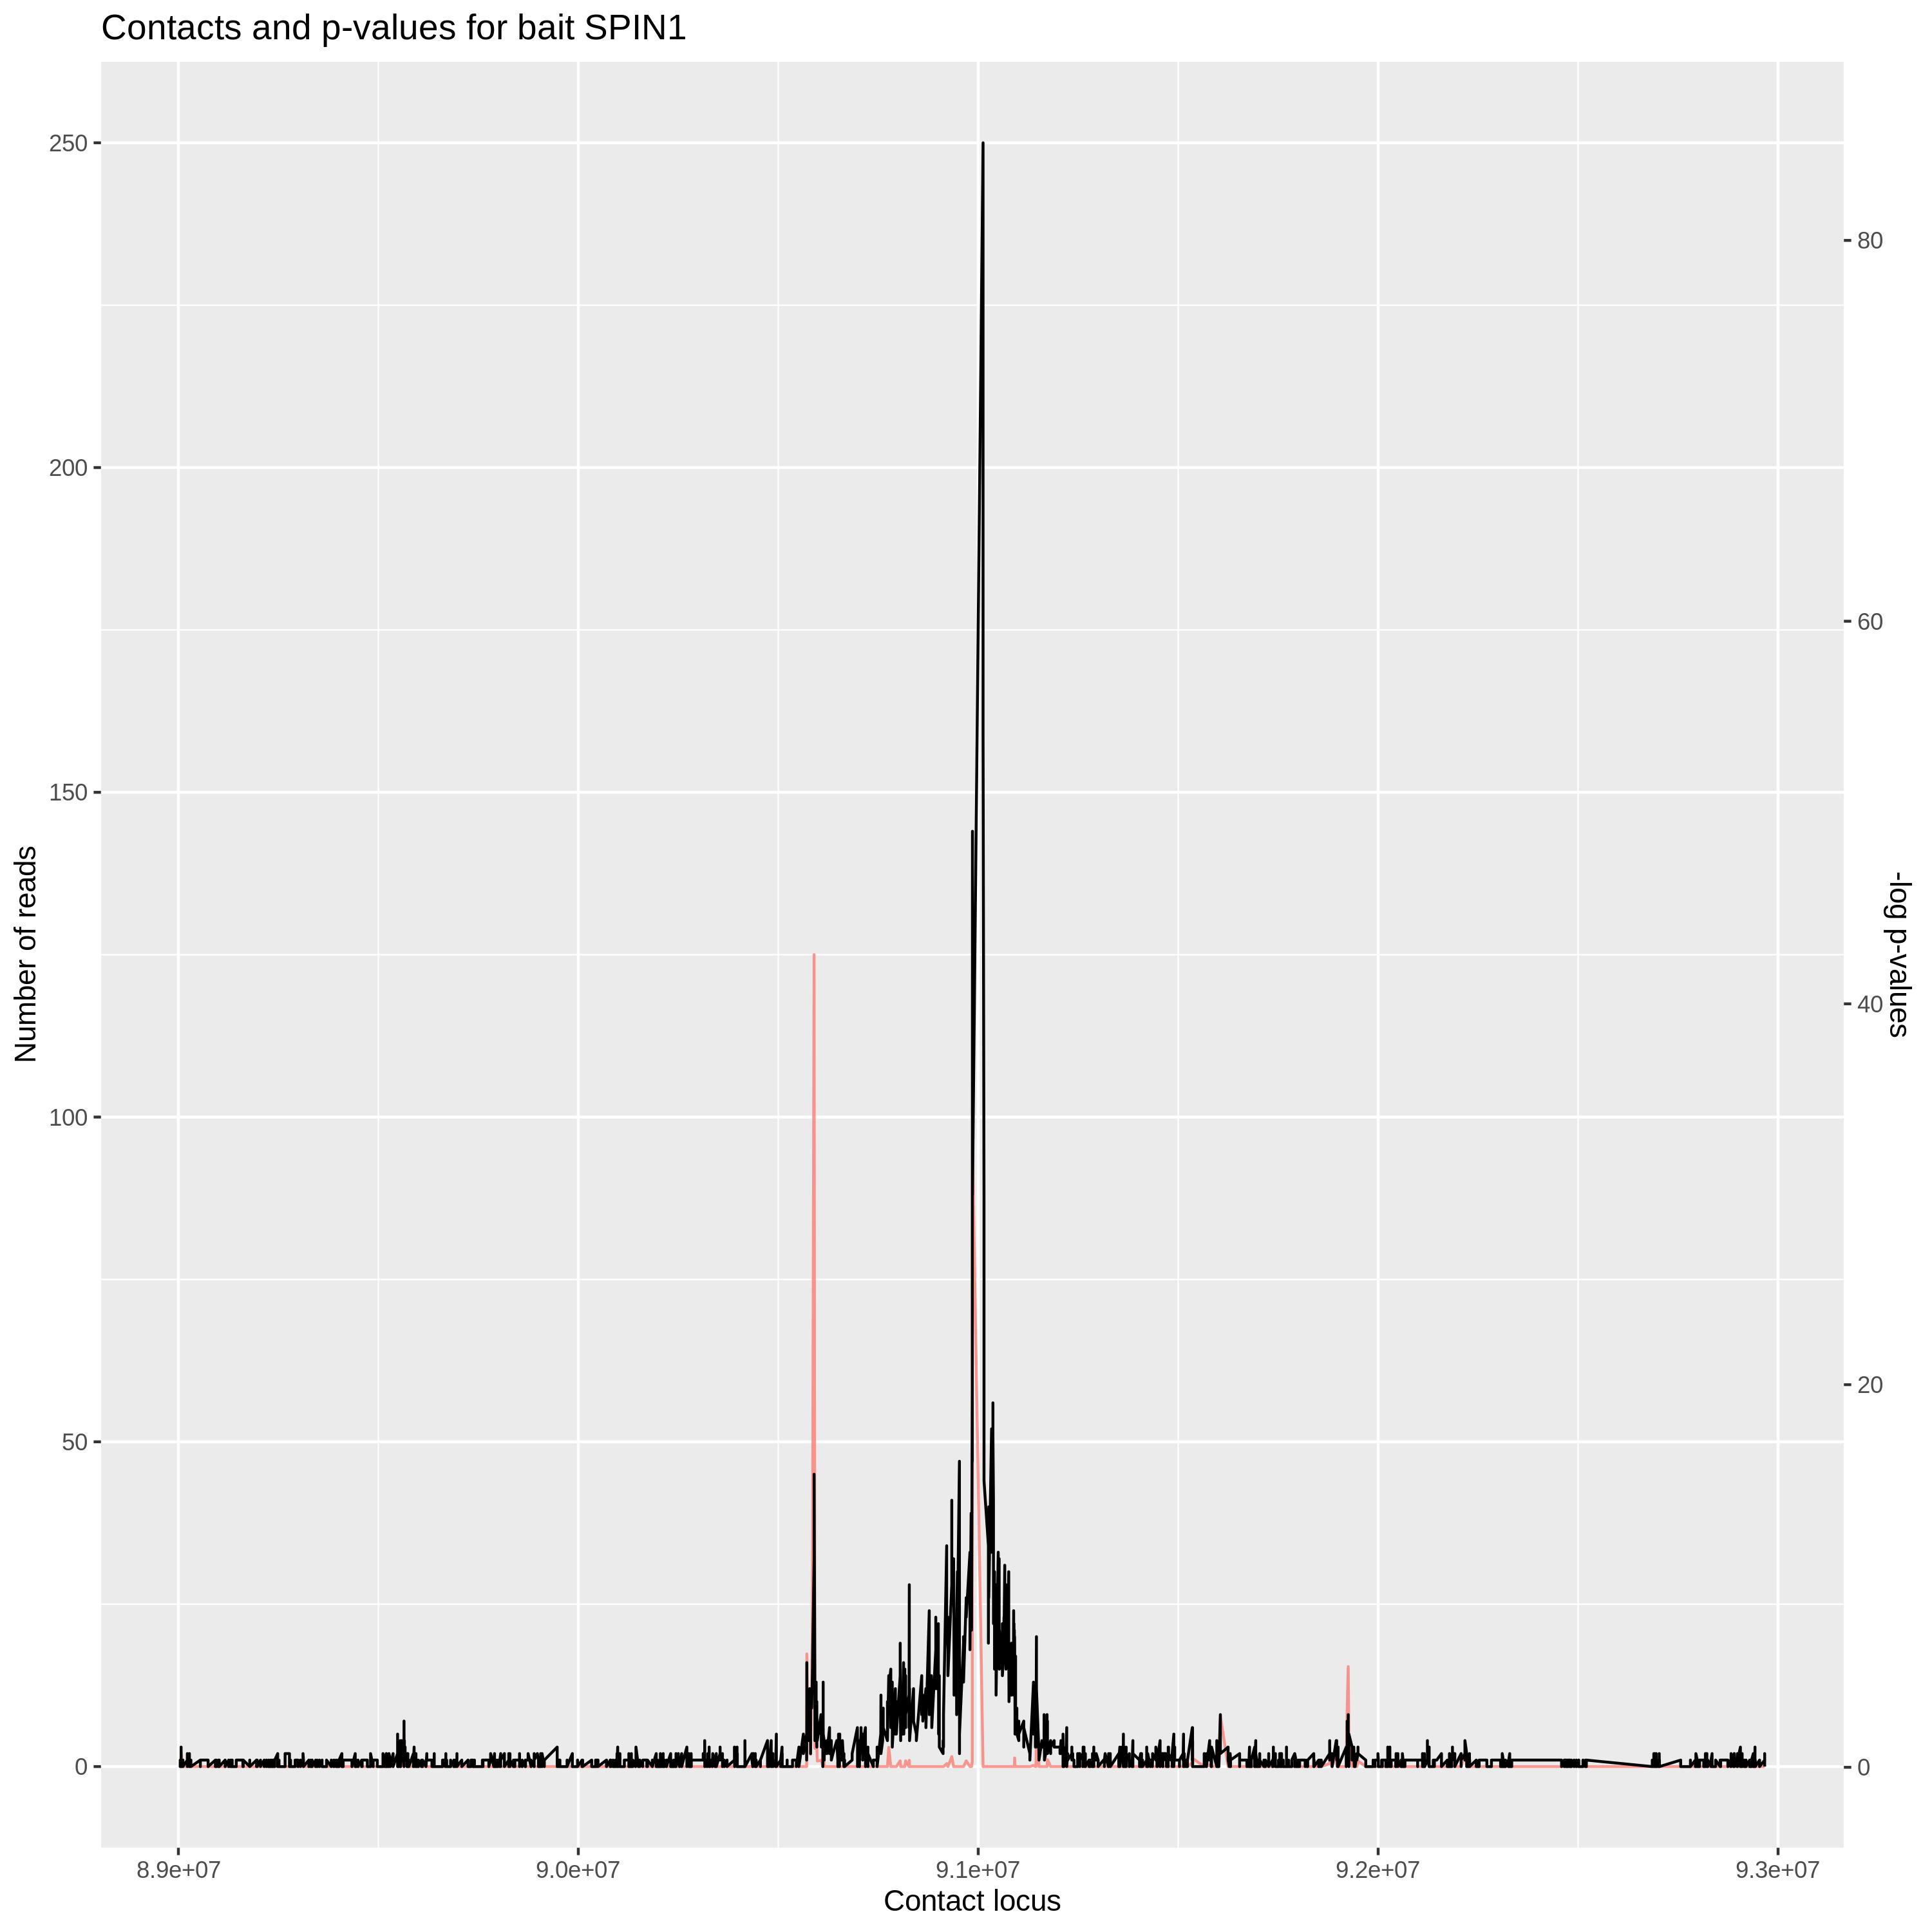 Contacts and p-values for bait SPIN1
250
200
150
100
50
0
Number of reads
80
60
40
20
0
-log p-values
8.9e+07
9.0e+07
9.1e+07
9.2e+07
9.3e+07
Contact locus